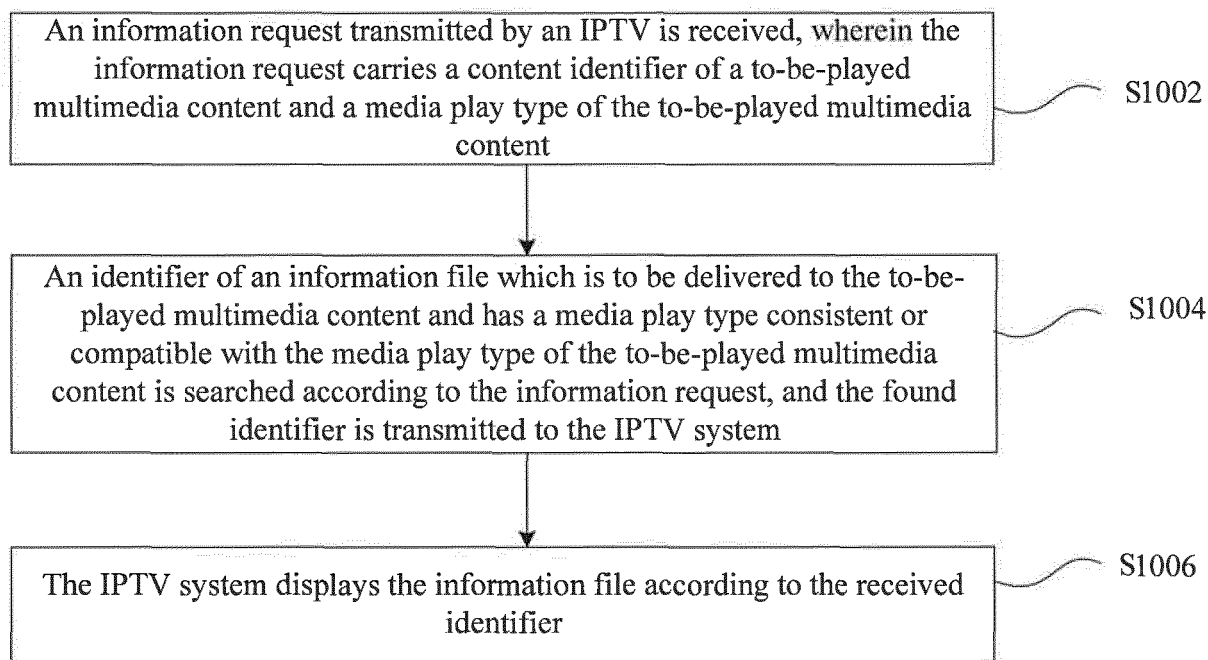 An information request transmitted by an IPTV is received, wherein the
information request carries a content identifier of a to-be-played
multimedia content and a media play type of the to-be-played multimedia
content
S1002
An identifier of an information file which is to be delivered to the to-be-
played multimedia content and has a media play type consistent or
compatible with the media play type of the to-be-played multimedia
content is searched according to the information request, and the found
identifier is transmitted to the IPTV system
S1004
The IPTV system displays the information file according to the received
identifier
S1006